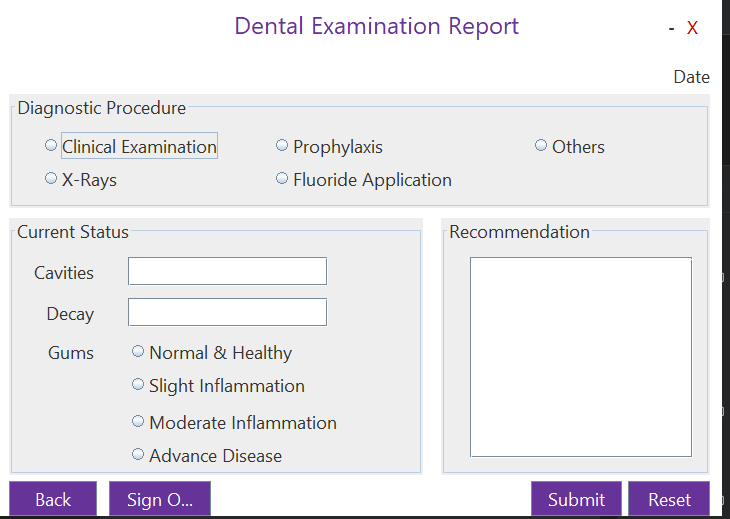 Dental Examination Report
- X
Date
Diagnostic Procedure
Clinical Examination Prophylaxis Others
X-Rays Fluoride Application
Current Status
Cavities
Decay
Gums Normal & Healthy
Slight Inflammation
Moderate Inflammation
Advance Disease
Recommendation
Back Sign O... Submit Reset